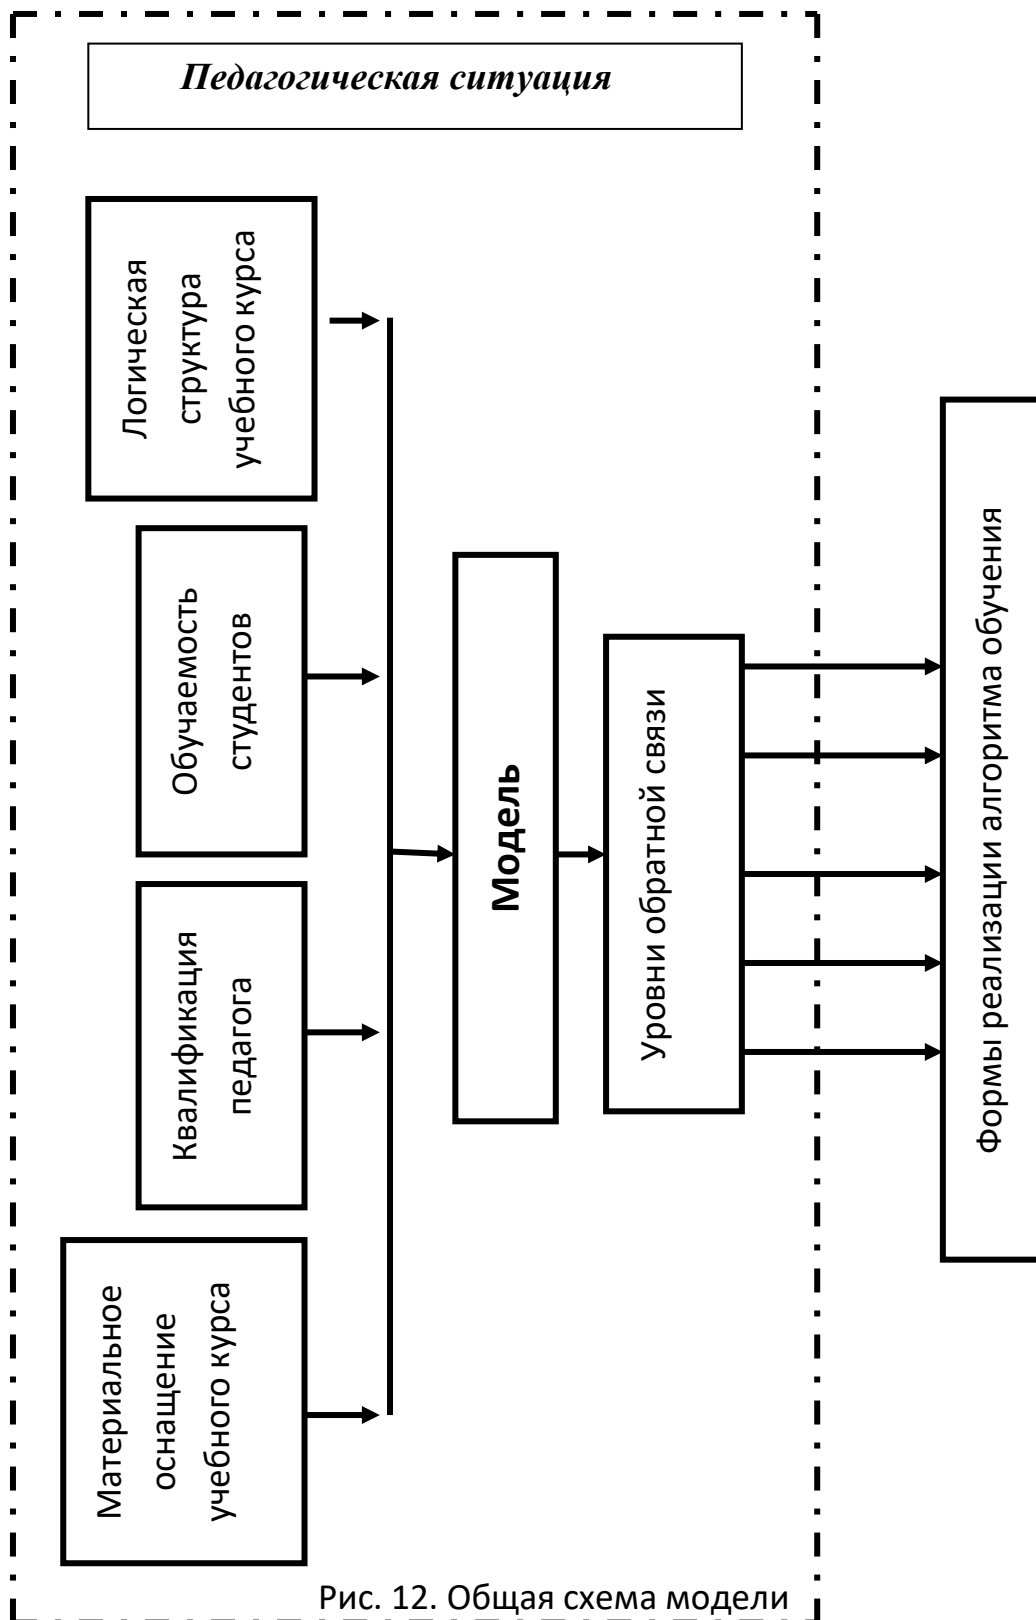 Педагогическая ситуация
Логическая
структура
учебного курса
Обучаемость
студентов
Квалификация
педагога
Материальное
оснащение
учебного курса
Модель
Уровни обратной связи
Формы реализации алгоритма обучения
Рис. 12. Общая схема модели